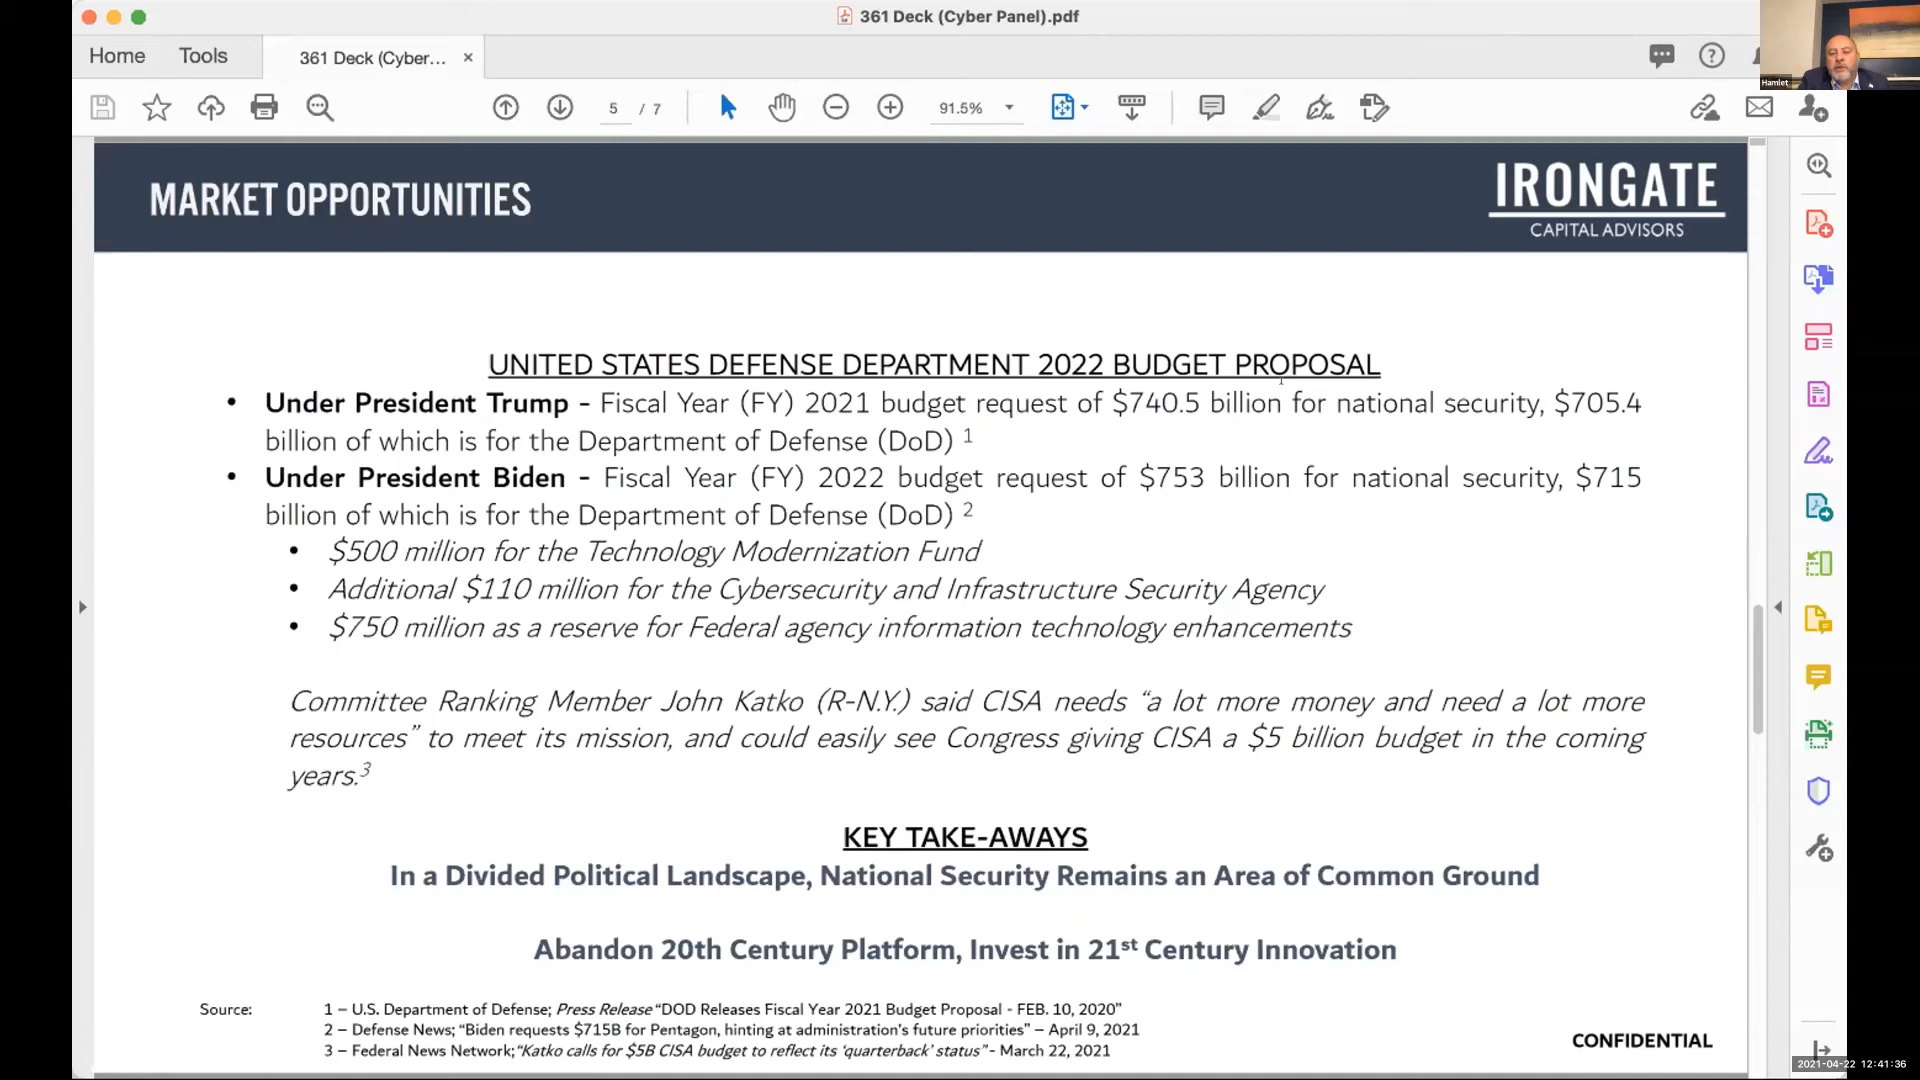 361 Deck (Cyber Panel).pdf
Home Tools 361 Deck (Cyber... ×
Hamlet
5 / 7 91.5%
MARKET OPPORTUNITIES
IRONGATE
CAPITAL ADVISORS
UNITED STATES DEFENSE DEPARTMENT 2022 BUDGET PROPOSAL
• Under President Trump - Fiscal Year (FY) 2021 budget request of $740.5 billion for national security, $705.4
billion of which is for the Department of Defense (DoD) 1
• Under President Biden - Fiscal Year (FY) 2022 budget request of $753 billion for national security, $715
billion of which is for the Department of Defense (DoD) 2
• $500 million for the Technology Modernization Fund
• Additional $110 million for the Cybersecurity and Infrastructure Security Agency
• $750 million as a reserve for Federal agency information technology enhancements
Committee Ranking Member John Katko (R-N.Y.) said CISA needs “a lot more money and need a lot more
resources” to meet its mission, and could easily see Congress giving CISA a $5 billion budget in the coming
years.3
KEY TAKE-AWAYS
In a Divided Political Landscape, National Security Remains an Area of Common Ground
Abandon 20th Century Platform, Invest in 21st Century Innovation
Source: 1 – U.S. Department of Defense; Press Release “DOD Releases Fiscal Year 2021 Budget Proposal - FEB. 10, 2020”
2 – Defense News; “Biden requests $715B for Pentagon, hinting at administration’s future priorities” – April 9, 2021
3 – Federal News Network; “Katko calls for $5B CISA budget to reflect its ‘quarterback’ status” - March 22, 2021
CONFIDENTIAL
2021-04-22 12:41:36